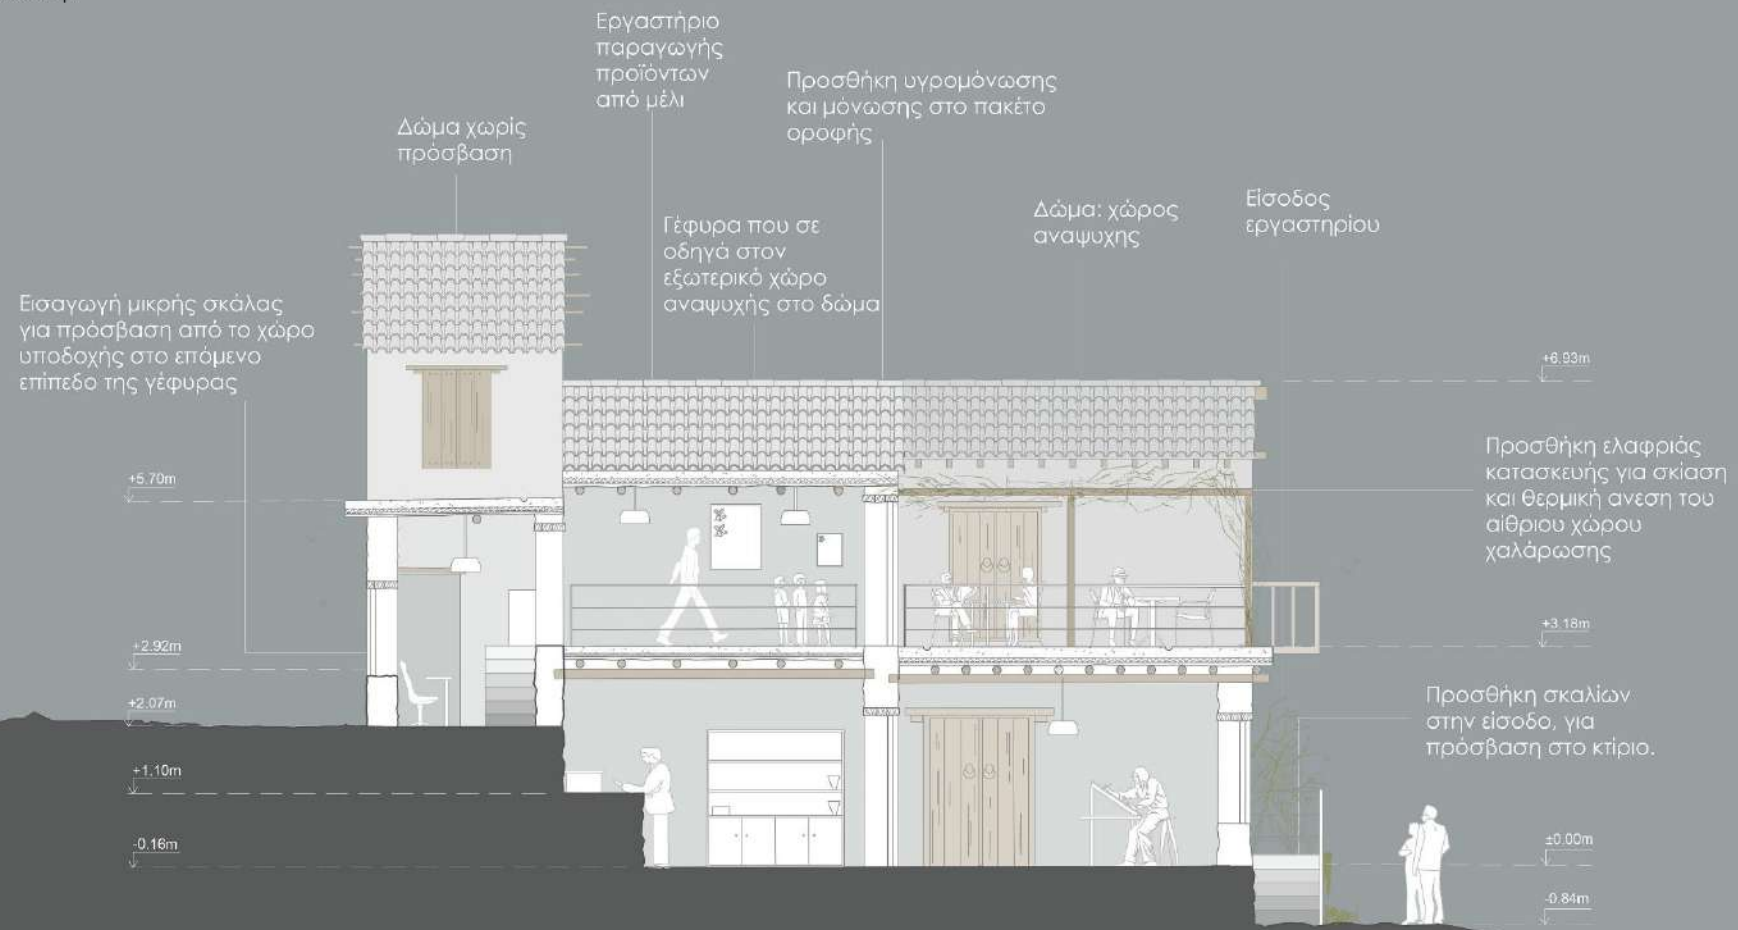 Εργαστήριο
παραγωγής
προϊόντων
από μέλι
Προσθήκη υγρομόνωσης
και μόνωσης στο πακέτο
οροφής
Δώμα χωρίς
πρόσβαση
Γέφυρα που σε
οδηγά στον
εξωτερικό χώρο
αναψυχής στο δώμα
Δώμα: χώρος
αναψυχης
Είσοδος
εργαστηρίου
Εισαγωγή μικρής σκάλας
για πρόσβαση από το χώρο
υποδοχής στο επόμενο
επίπεδο της γέφυρας
+6.93m
Προσθήκη ελαφριάς
κατασκευής για σκίαση
και θερμική ανεση του
αίθριου χώρου
χαλάρωσης
+5.70m
+3.18m
+2.92m
+2.07m
Προσθήκη σκαλίων
στην είσοδο, για
πρόσβαση στο κτίριο.
+1.10m
-0.16m
±0.00m
-0.84m